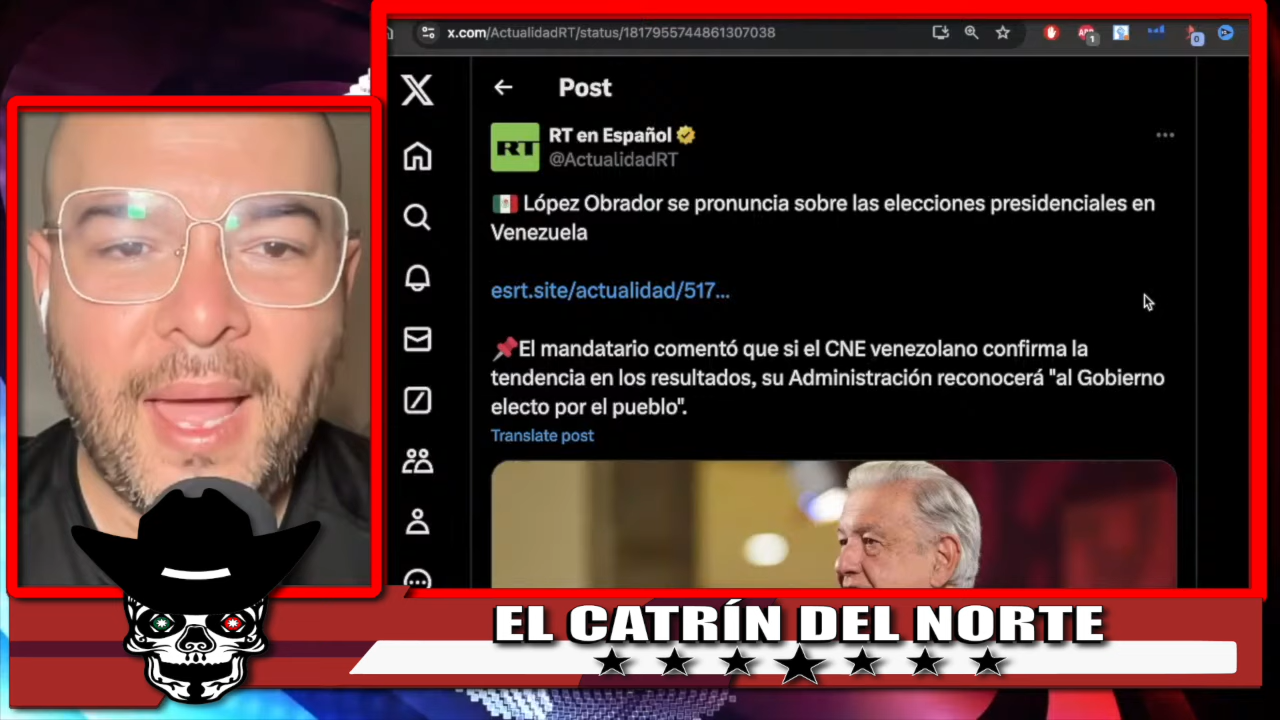 x.com/ActualidadRT/status/1817955744861307038
Post
RT
RT en Español
@ActualidadRT
López Obrador se pronuncia sobre las elecciones presidenciales en
Venezuela
esrt.site/actualidad/517...
El mandatario comentó que si el CNE venezolano confirma la
tendencia en los resultados, su Administración reconocerá "al Gobierno
electo por el pueblo".
Translate post
EL CATRÍN DEL NORTE